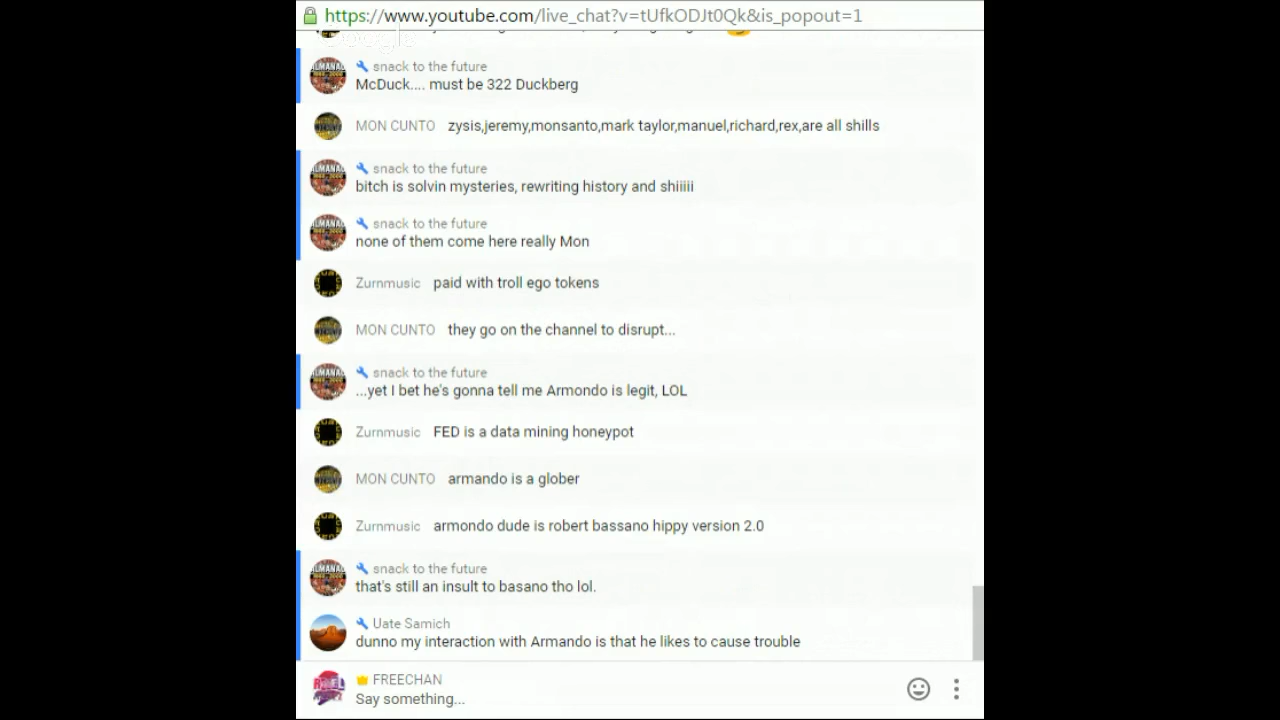 https://www.youtube.com/live_chat?v=tUfkODJt0Qk&is_popout=1
Google
snack to the future
McDuck.... must be 322 Duckberg
MON CUNTO zysis,jeremy,monsanto,mark taylor,manuel,richard,rex,are all shills
snack to the future
bitch is solvin mysteries, rewriting history and shiiiii
snack to the future
none of them come here really Mon
Zurnmusic paid with troll ego tokens
MON CUNTO they go on the channel to disrupt...
snack to the future
...yet I bet he's gonna tell me Armondo is legit, LOL
Zurnmusic FED is a data mining honeypot
MON CUNTO armando is a glober
Zurnmusic armondo dude is robert bassano hippy version 2.0
snack to the future
that's still an insult to basano tho lol.
Uate Samich
dunno my interaction with Armando is that he likes to cause trouble
FREECHAN
Say something...